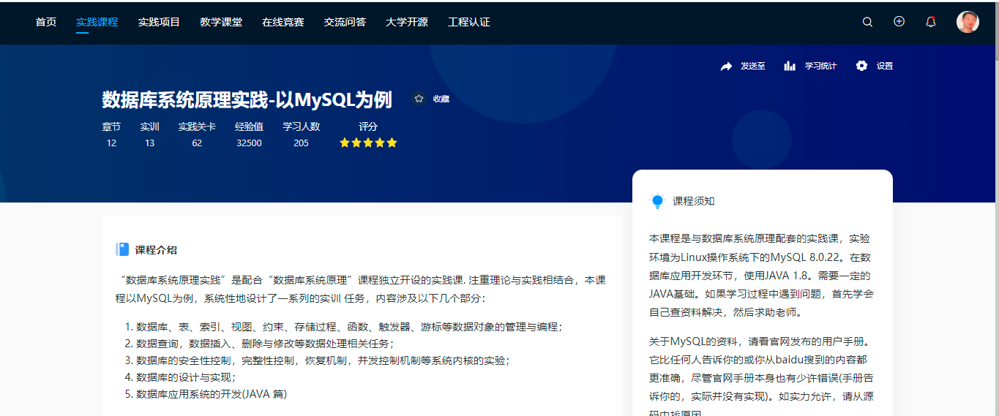 首页 实践课程 实践项目 教学课堂 在线竞赛 交流问答 大学开源 工程认证
发送至 学习统计 设置
数据库系统原理实践-以MySQL为例 收藏
章节 实训 实践关卡 经验值 学习人数 评分
12 13 62 32500 205
课程介绍
“数据库系统原理实践”是配合“数据库系统原理”课程独立开设的实践课. 注重理论与实践相结合，本课
程以MySQL为例，系统性地设计了一系列的实训 任务，内容涉及以下几个部分：
1. 数据库、表、索引、视图、约束、存储过程、函数、触发器、游标等数据对象的管理与编程；
2. 数据查询，数据插入、删除与修改等数据处理相关任务；
3. 数据库的安全性控制，完整性控制，恢复机制，并发控制机制等系统内核的实验；
4. 数据库的设计与实现；
5. 数据库应用系统的开发(JAVA 篇)
课程须知
本课程是与数据库系统原理配套的实践课，实验
环境为Linux操作系统下的MySQL 8.0.22。在数
据库应用开发环节，使用JAVA 1.8。需要一定的
JAVA基础。如果学习过程中遇到问题，首先学会
自己查资料解决，然后求助老师。
关于MySQL的资料，请看官网发布的用户手册。
它比任何人告诉你的或你从baidu搜到的内容都
更准确，尽管官网手册本身也有少许错误(手册告
诉你的，实际并没有实现)。如实力允许，请从源
码中找原因